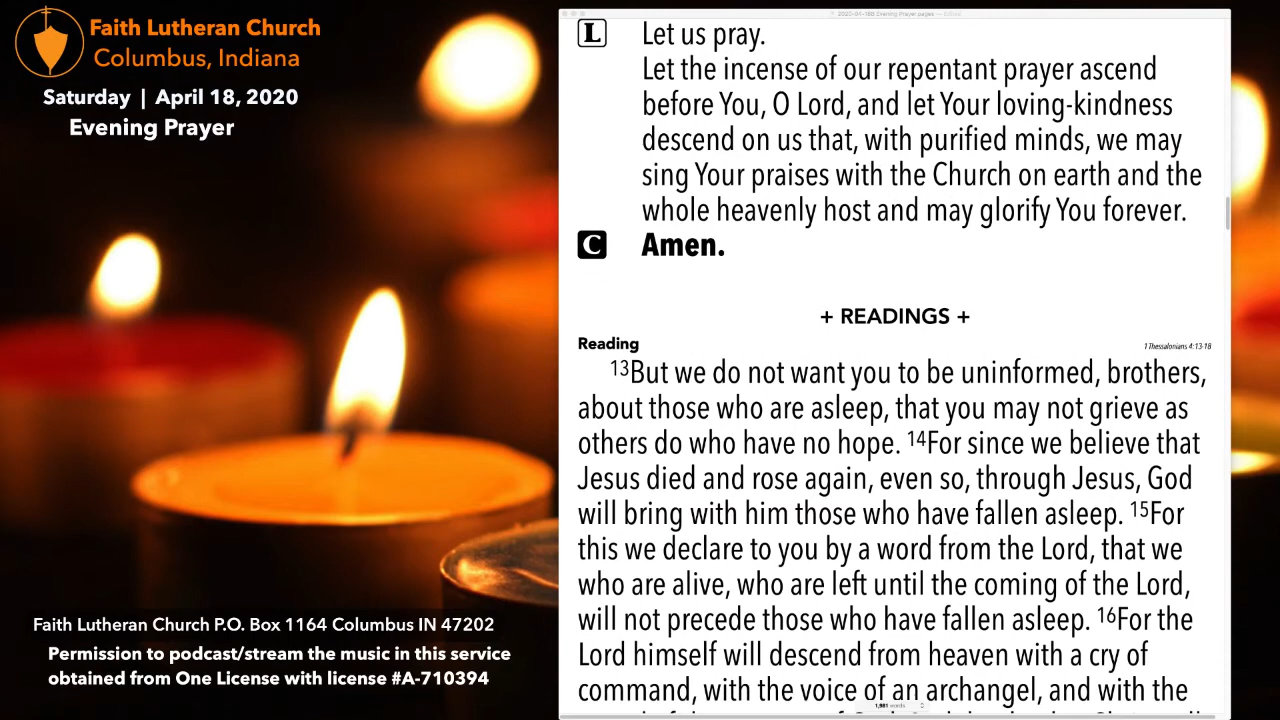 Faith Lutheran Church
Columbus, Indiana
Saturday | April 18, 2020
Evening Prayer
2020-04-18B Evening Prayer.pages — Edited
L Let us pray.
Let the incense of our repentant prayer ascend
before You, O Lord, and let Your loving-kindness
descend on us that, with purified minds, we may
sing Your praises with the Church on earth and the
whole heavenly host and may glorify You forever.
C Amen.
+ READINGS +
Reading 1 Thessalonians 4:13-18
13But we do not want you to be uninformed, brothers,
about those who are asleep, that you may not grieve as
others do who have no hope. 14For since we believe that
Jesus died and rose again, even so, through Jesus, God
will bring with him those who have fallen asleep. 15For
this we declare to you by a word from the Lord, that we
who are alive, who are left until the coming of the Lord,
will not precede those who have fallen asleep. 16For the
Lord himself will descend from heaven with a cry of
command, with the voice of an archangel, and with the
1,981 words
Faith Lutheran Church P.O. Box 1164 Columbus IN 47202
Permission to podcast/stream the music in this service
obtained from One License with license #A-710394